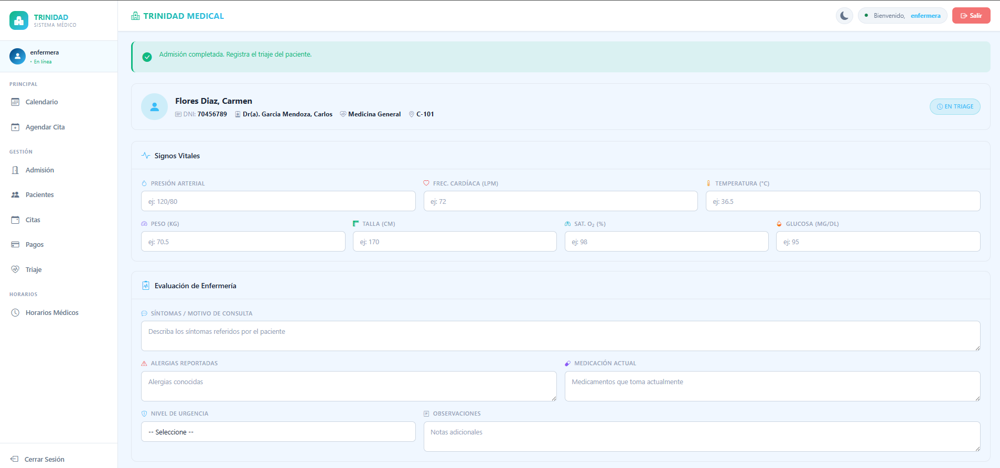 TRINIDAD
SISTEMA MÉDICO
enfermera
• En línea
PRINCIPAL
Calendario
Agendar Cita
GESTIÓN
Admisión
Pacientes
Citas
Pagos
Triaje
HORARIOS
Horarios Médicos
Cerrar Sesión
TRINIDAD MEDICAL
Bienvenido, enfermera
Salir
Admisión completada. Registra el triaje del paciente.
Flores Diaz, Carmen
DNI: 70456789 Dr(a). Garcia Mendoza, Carlos Medicina General C-101
EN TRIAGE
Signos Vitales
PRESIÓN ARTERIAL FREC. CARDÍACA (LPM) TEMPERATURA (°C)
ej: 120/80 ej: 72 ej: 36.5
PESO (KG) TALLA (CM) SAT. O₂ (%) GLUCOSA (MG/DL)
ej: 70.5 ej: 170 ej: 98 ej: 95
Evaluación de Enfermería
SÍNTOMAS / MOTIVO DE CONSULTA
Describa los síntomas referidos por el paciente
ALERGIAS REPORTADAS MEDICACIÓN ACTUAL
Alergias conocidas Medicamentos que toma actualmente
NIVEL DE URGENCIA OBSERVACIONES
-- Seleccione -- Notas adicionales